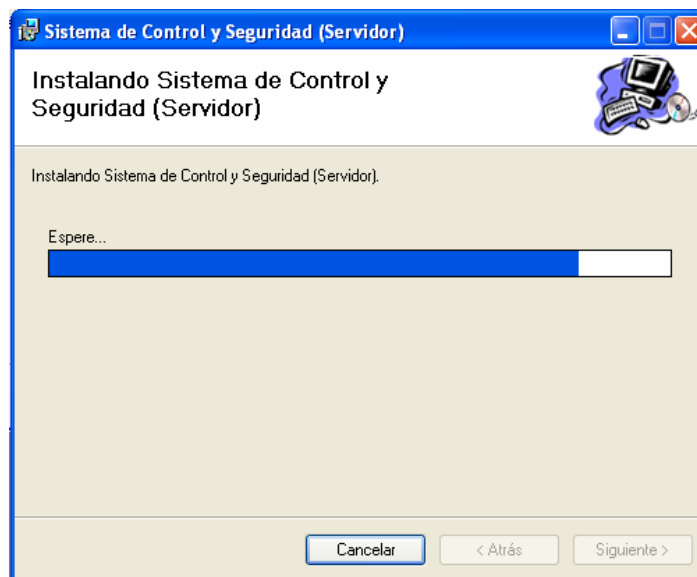 Sistema de Control y Seguridad (Servidor)
Instalando Sistema de Control y
Seguridad (Servidor)
Instalando Sistema de Control y Seguridad (Servidor).
Espere...
Cancelar
< Atrás
Siguiente >